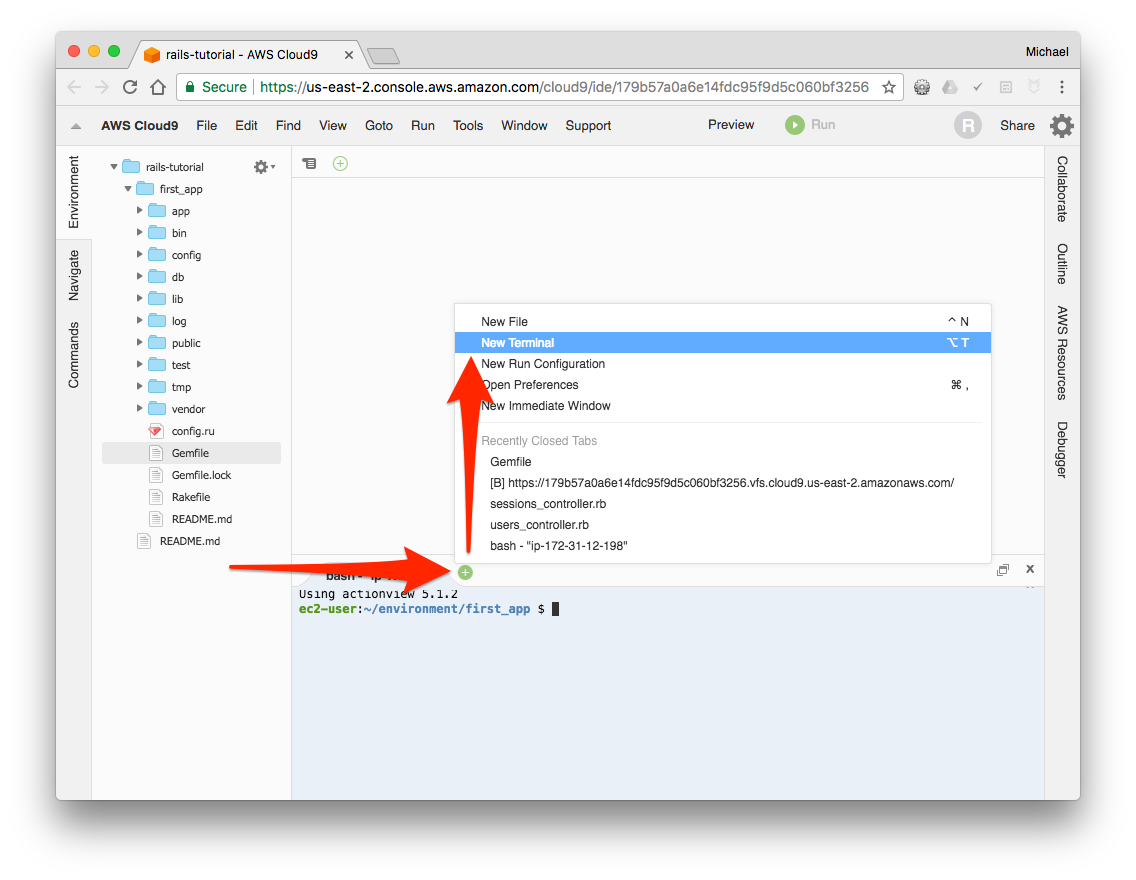 rails-tutorial - AWS Cloud9
Michael
Secure https://us-east-2.console.aws.amazon.com/cloud9/ide/179b57a0a6e14fdc95f9d5c060bf3256
AWS Cloud9 File Edit Find View Goto Run Tools Window Support Preview Run R Share
Environment
Navigate
Commands
rails-tutorial
first_app
app
bin
config
db
lib
log
public
test
tmp
vendor
config.ru
Gemfile
Gemfile.lock
Rakefile
README.md
README.md
New File ^ N
New Terminal ⌥ T
New Run Configuration
Open Preferences ⌘ ,
New Immediate Window
Recently Closed Tabs
Gemfile
[B] https://179b57a0a6e14fdc95f9d5c060bf3256.vfs.cloud9.us-east-2.amazonaws.com/
sessions_controller.rb
users_controller.rb
bash - "ip-172-31-12-198"
bash -
Using actionview 5.1.2
ec2-user:~/environment/first_app $
Collaborate
Outline
AWS Resources
Debugger